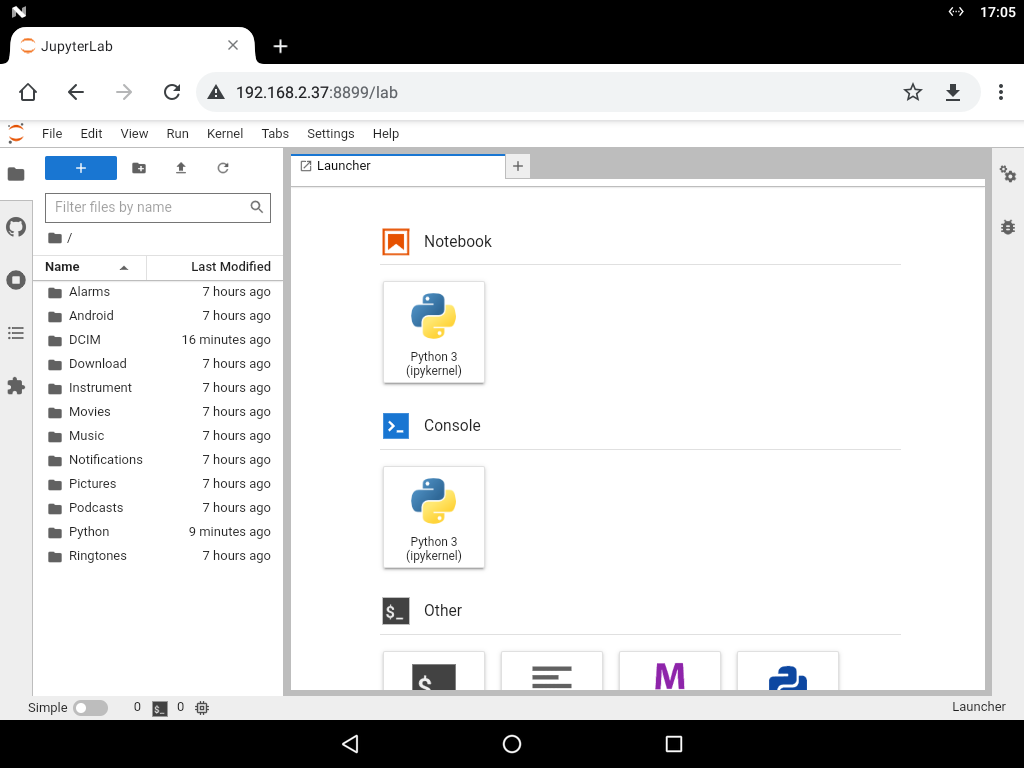 17:05
JupyterLab
192.168.2.37:8899/lab
File Edit View Run Kernel Tabs Settings Help
Launcher
Filter files by name
/
Name Last Modified
Alarms 7 hours ago
Android 7 hours ago
DCIM 16 minutes ago
Download 7 hours ago
Instrument 7 hours ago
Movies 7 hours ago
Music 7 hours ago
Notifications 7 hours ago
Pictures 7 hours ago
Podcasts 7 hours ago
Python 9 minutes ago
Ringtones 7 hours ago
Notebook
Python 3
(ipykernel)
Console
Python 3
(ipykernel)
$_ Other
$
M
Simple 0 $_ 0 Launcher